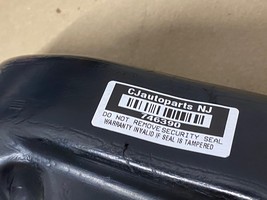 CJautoparts NJ
746390
DO NOT REMOVE SECURITY SEAL
WARRANTY INVALID IF SEAL IS TAMPERED